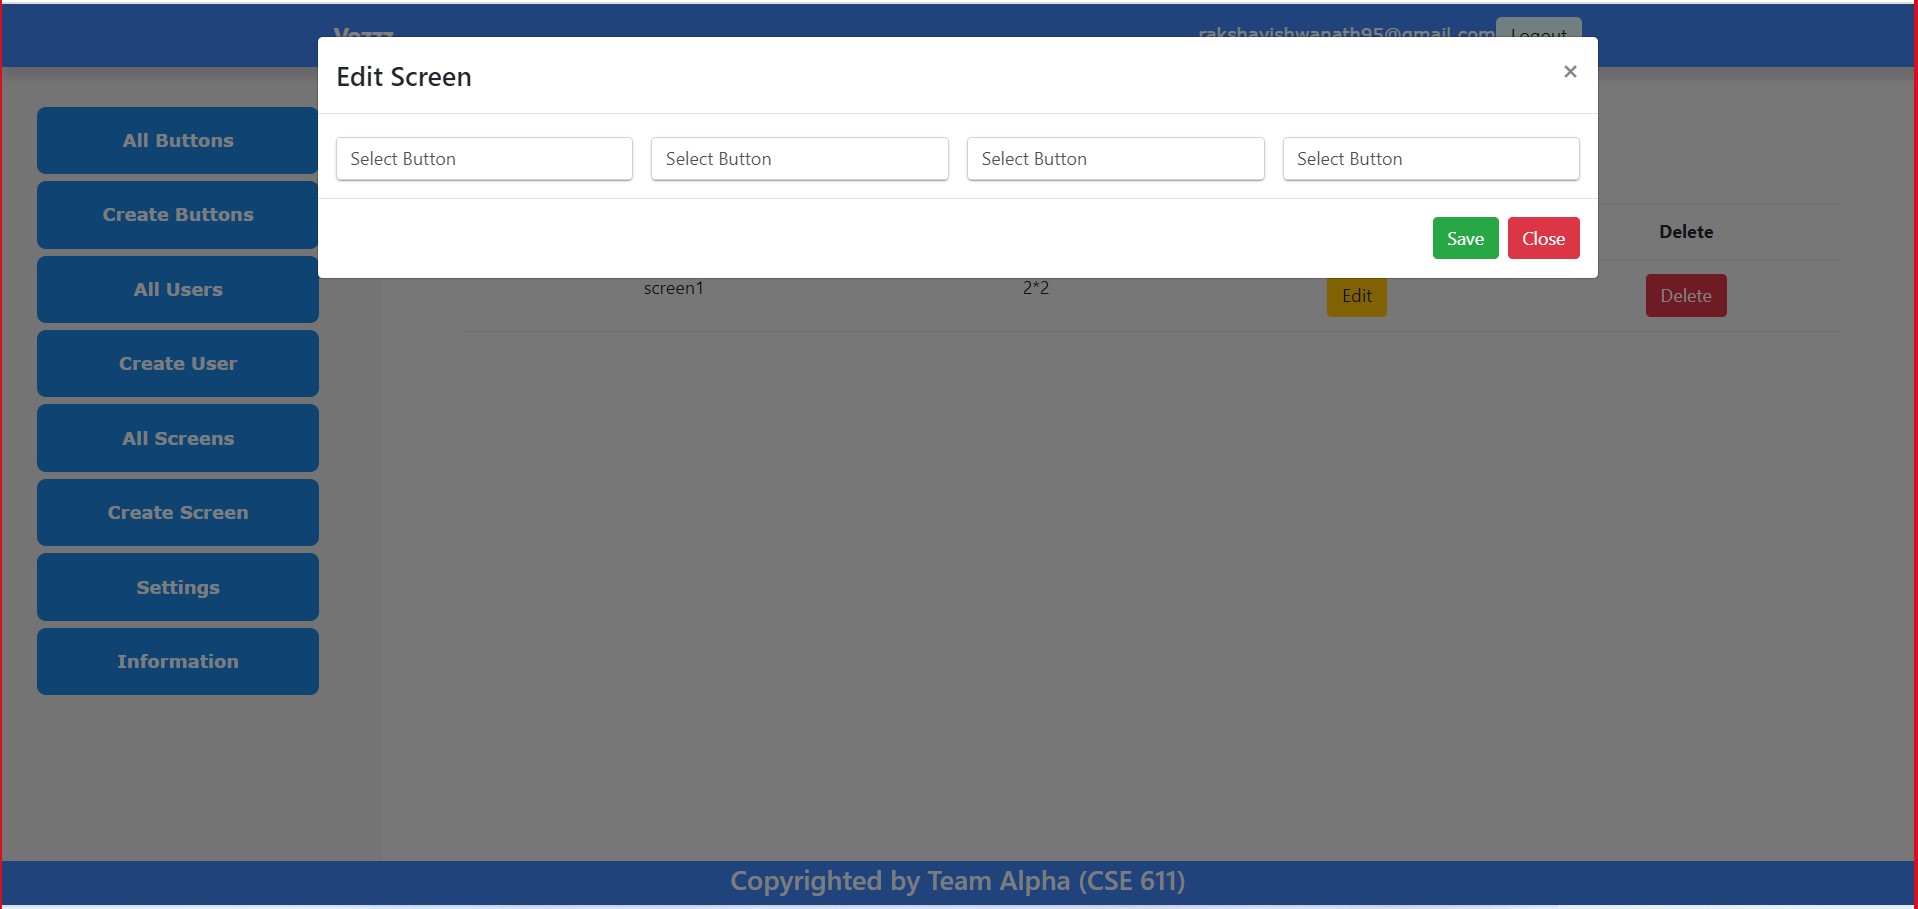 Vozzz rakshavishwanath95@gmail.com Logout
Edit Screen ×
Select Button Select Button Select Button Select Button
Save Close
Delete
screen1 2*2 Edit Delete
All Buttons
Create Buttons
All Users
Create User
All Screens
Create Screen
Settings
Information
Copyrighted by Team Alpha (CSE 611)